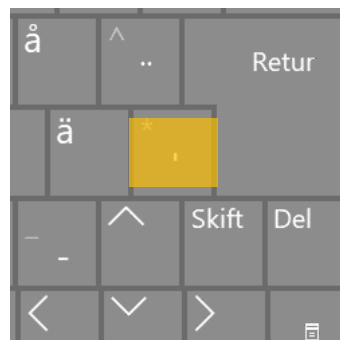 å ^ ¨ Retur
ä * '
_ - Skift Del